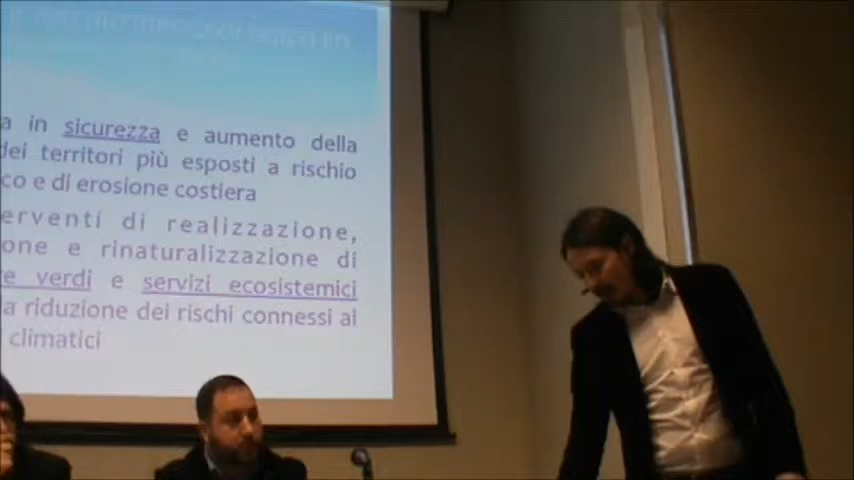 a in sicurezza e aumento della
dei territori più esposti a rischio
co e di erosione costiera
erventi di realizzazione,
one e rinaturalizzazione di
re verdi e servizi ecosistemici
a riduzione dei rischi connessi ai
climatici